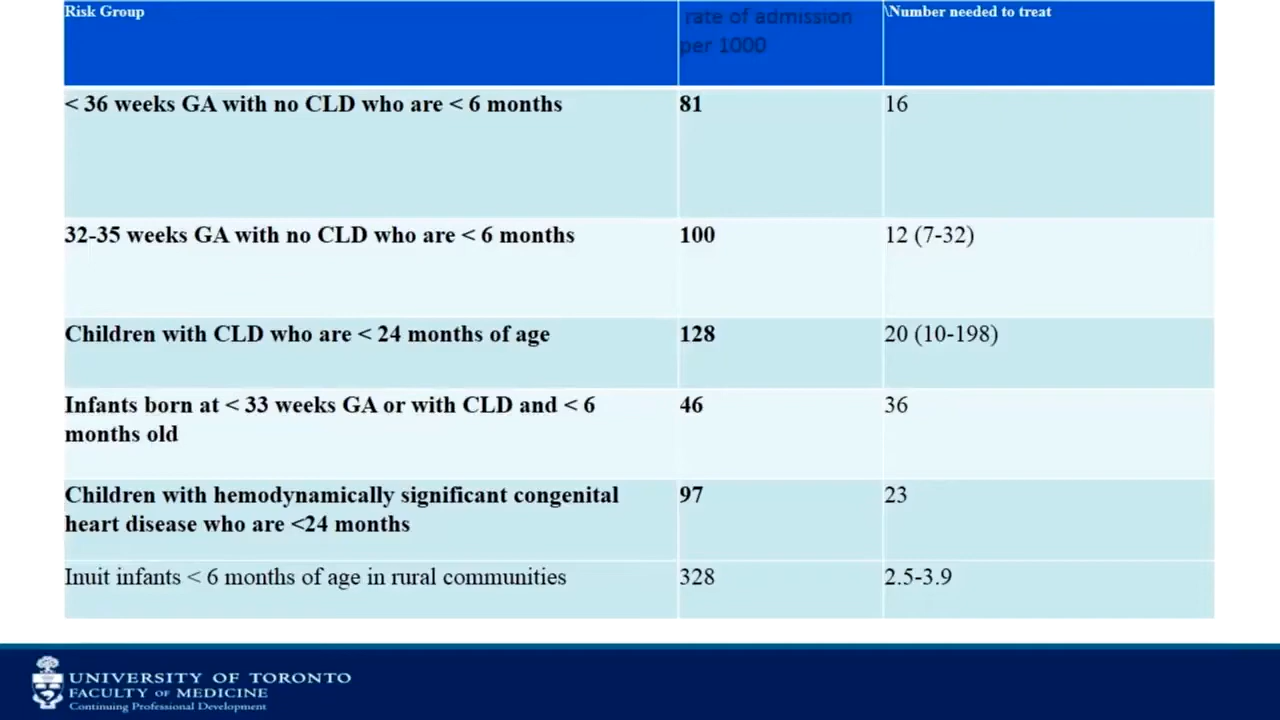 Risk Group
rate of admission
per 1000
\Number needed to treat
< 36 weeks GA with no CLD who are < 6 months
81
16
32-35 weeks GA with no CLD who are < 6 months
100
12 (7-32)
Children with CLD who are < 24 months of age
128
20 (10-198)
Infants born at < 33 weeks GA or with CLD and < 6
months old
46
36
Children with hemodynamically significant congenital
heart disease who are <24 months
97
23
Inuit infants < 6 months of age in rural communities
328
2.5-3.9
UNIVERSITY OF TORONTO
FACULTY OF MEDICINE
Continuing Professional Development